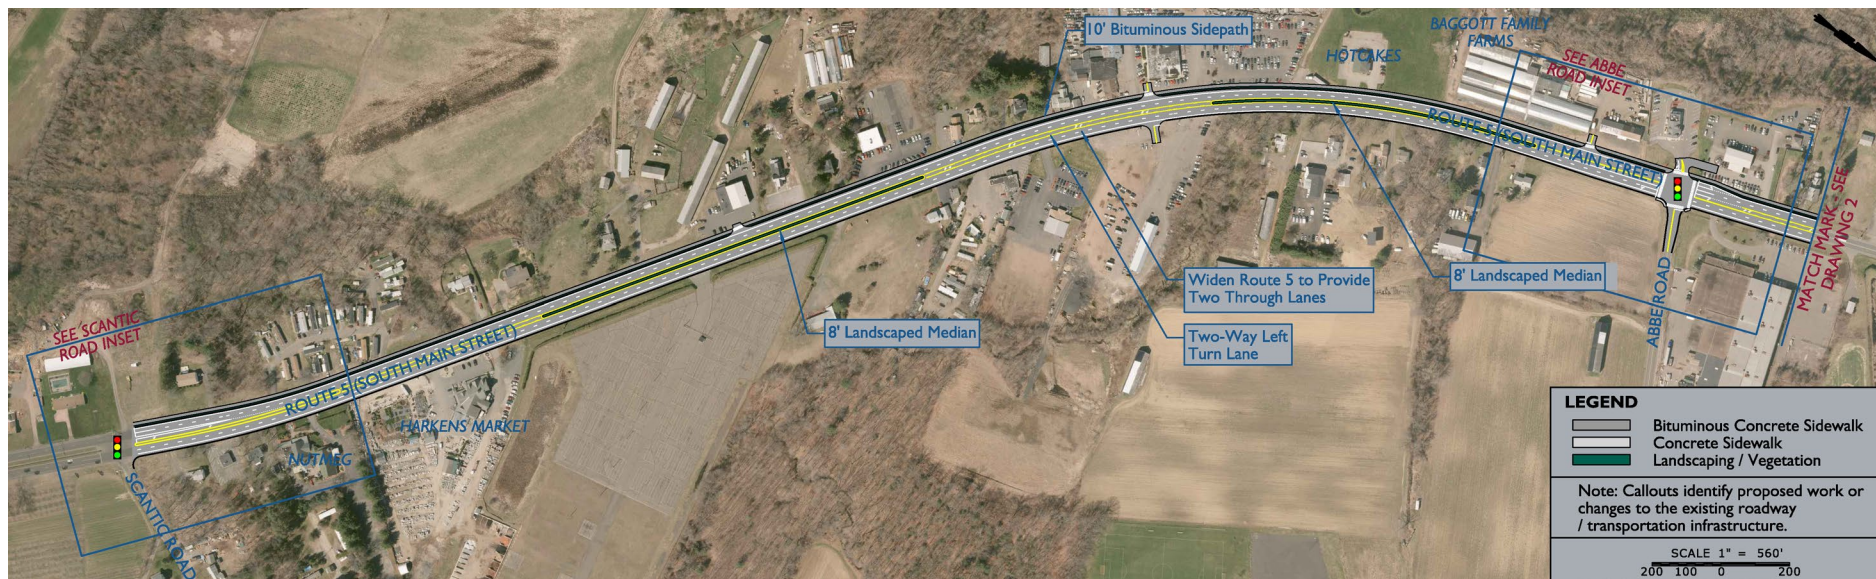 10' Bituminous Sidepath
HOTCAKES
BAGGOTT FAMILY
FARMS
SEE ABBE
ROAD INSET
ROUTE 5 (SOUTH MAIN STREET)
MATCH MARK SEE
DRAWING 2
ABBE ROAD
8' Landscaped Median
Widen Route 5 to Provide
Two Through Lanes
Two-Way Left
Turn Lane
8' Landscaped Median
SEE SCANTIC
ROAD INSET
ROUTE 5 (SOUTH MAIN STREET)
HARKENS MARKET
NUTMEG
SCANTIC ROAD
LEGEND
Bituminous Concrete Sidewalk
Concrete Sidewalk
Landscaping / Vegetation
Note: Callouts identify proposed work or
changes to the existing roadway
/ transportation infrastructure.
SCALE 1" = 560'
200 100 0 200